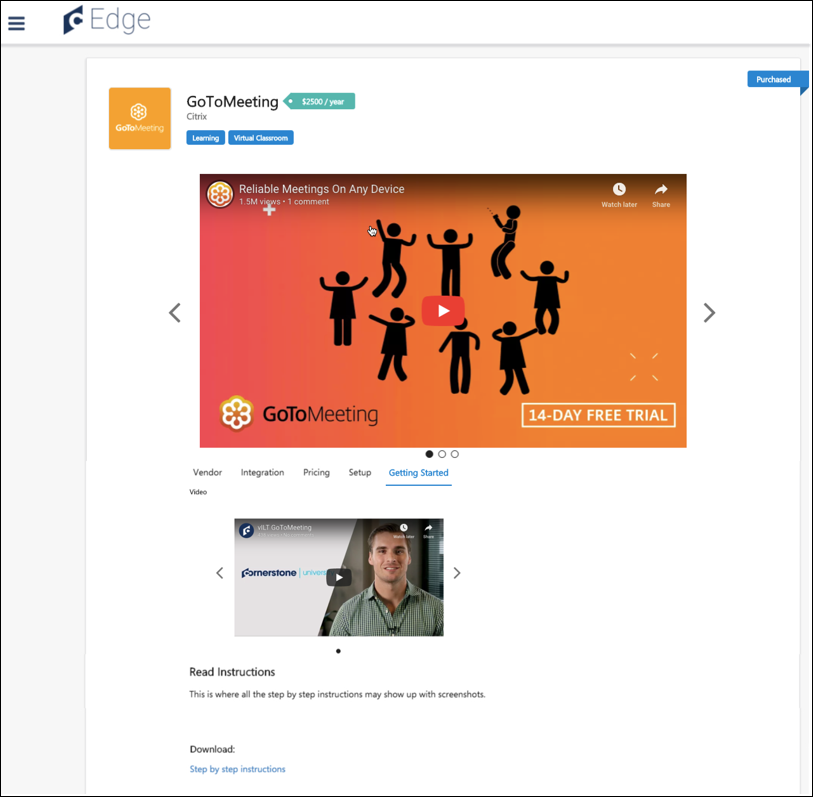 Edge
Purchased
GoToMeeting
$2500 / year
Citrix
GoToMeeting
Learning
Virtual Classroom
Reliable Meetings On Any Device
1.5M views • 1 comment
Watch later
Share
GoToMeeting
14-DAY FREE TRIAL
Vendor
Integration
Pricing
Setup
Getting Started
Video
vILT GoToMeeting
Watch later
Share
Cornerstone
Read Instructions
This is where all the step by step instructions may show up with screenshots.
Download:
Step by step instructions